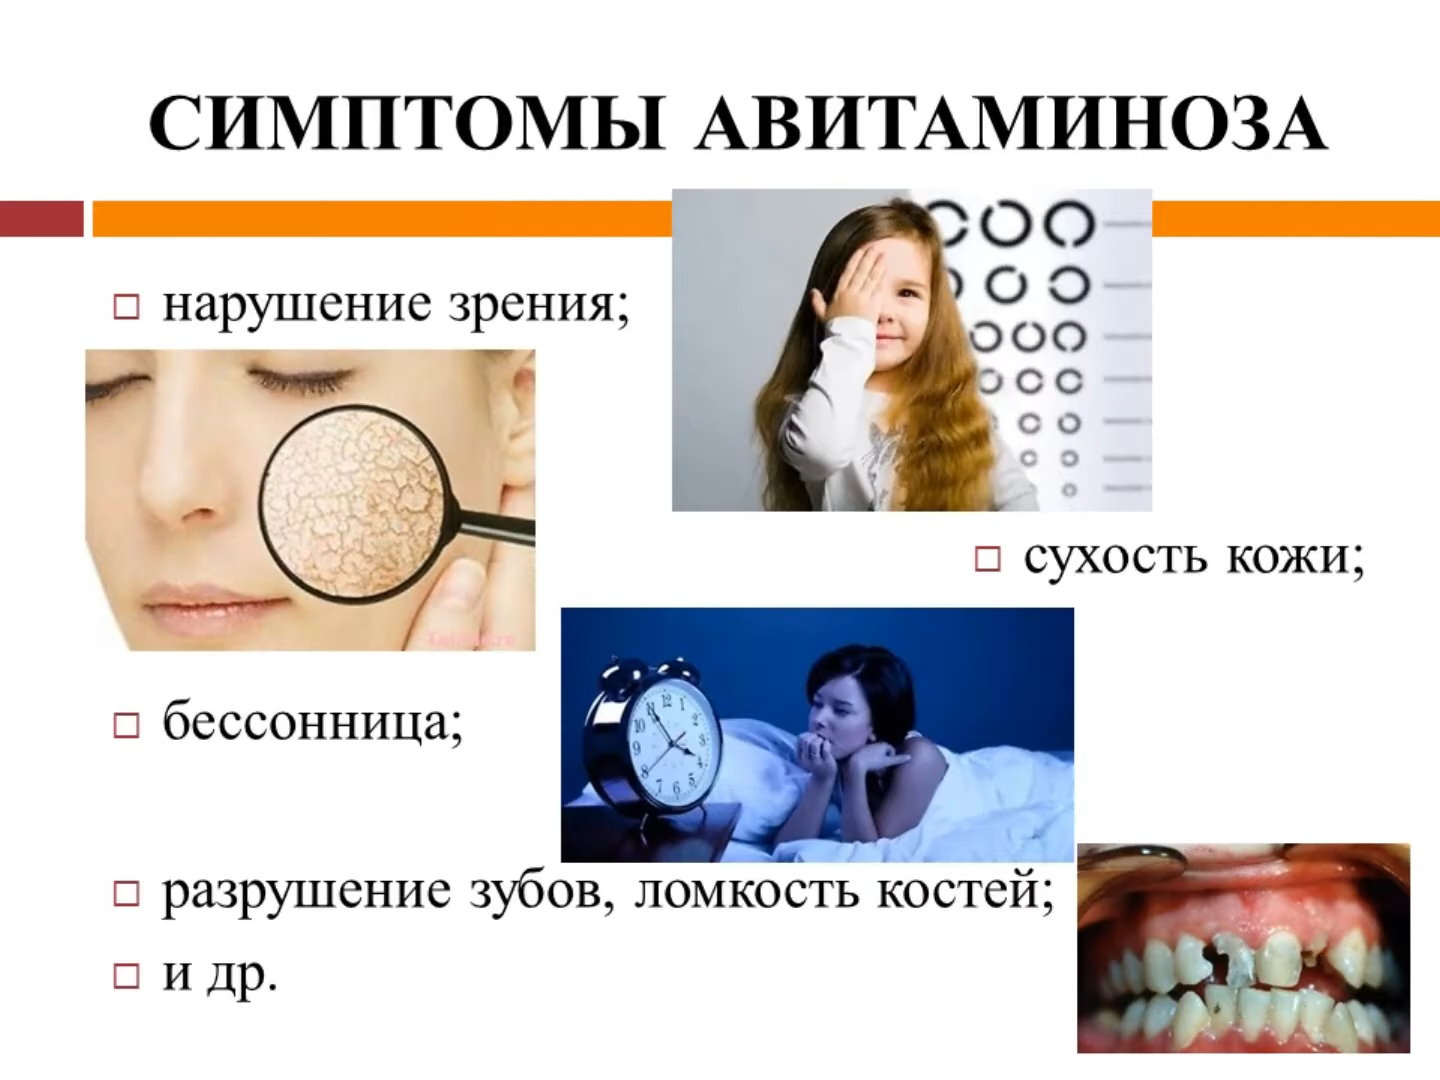 СИМПТОМЫ АВИТАМИНОЗА
нарушение зрения;
сухость кожи;
бессонница;
разрушение зубов, ломкость костей;
и др.